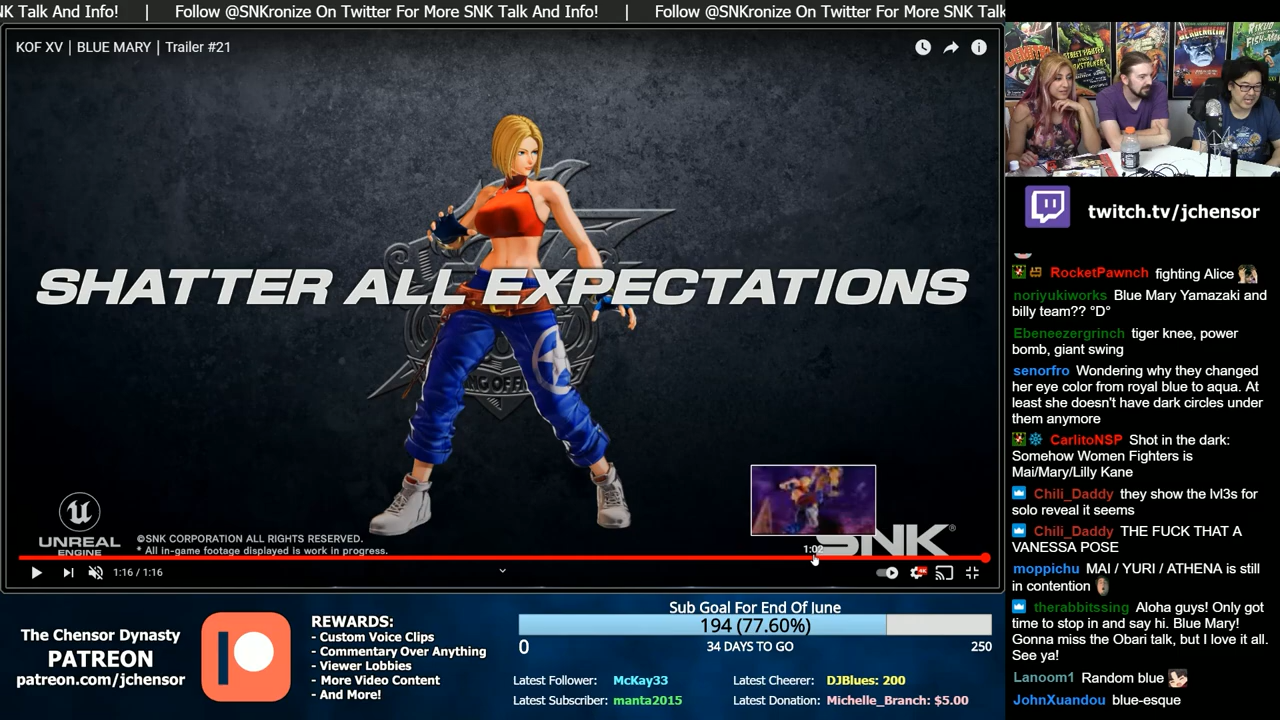 NK Talk And Info! | Follow @SNKronize On Twitter For More SNK Talk And Info! | Follow @SNKronize On Twitter For More SNK Talk
KOF XV | BLUE MARY | Trailer #21
SHATTER ALL EXPECTATIONS
UNREAL
ENGINE
©SNK CORPORATION ALL RIGHTS RESERVED.
* All in-game footage displayed is work in progress.
SNK®
1:02
1:16 / 1:16
twitch.tv/jchensor
RocketPawnch fighting Alice
noriyukiworks Blue Mary Yamazaki and
billy team?? °D°
Ebeneezergrinch tiger knee, power
bomb, giant swing
senorfro Wondering why they changed
her eye color from royal blue to aqua. At
least she doesn't have dark circles under
them anymore
CarlitoNSP Shot in the dark:
Somehow Women Fighters is
Mai/Mary/Lilly Kane
Chili_Daddy they show the lvl3s for
solo reveal it seems
Chili_Daddy THE FUCK THAT A
VANESSA POSE
moppichu MAI / YURI / ATHENA is still
in contention
therabbitssing Aloha guys! Only got
time to stop in and say hi. Blue Mary!
Gonna miss the Obari talk, but I love it all.
See ya!
Lanoom1 Random blue
JohnXuandou blue-esque
The Chensor Dynasty
PATREON
patreon.com/jchensor
REWARDS:
- Custom Voice Clips
- Commentary Over Anything
- Viewer Lobbies
- More Video Content
- And More!
Sub Goal For End Of June
194 (77.60%)
0 34 DAYS TO GO 250
Latest Follower: McKay33 Latest Cheerer: DJBlues: 200
Latest Subscriber: manta2015 Latest Donation: Michelle_Branch: $5.00